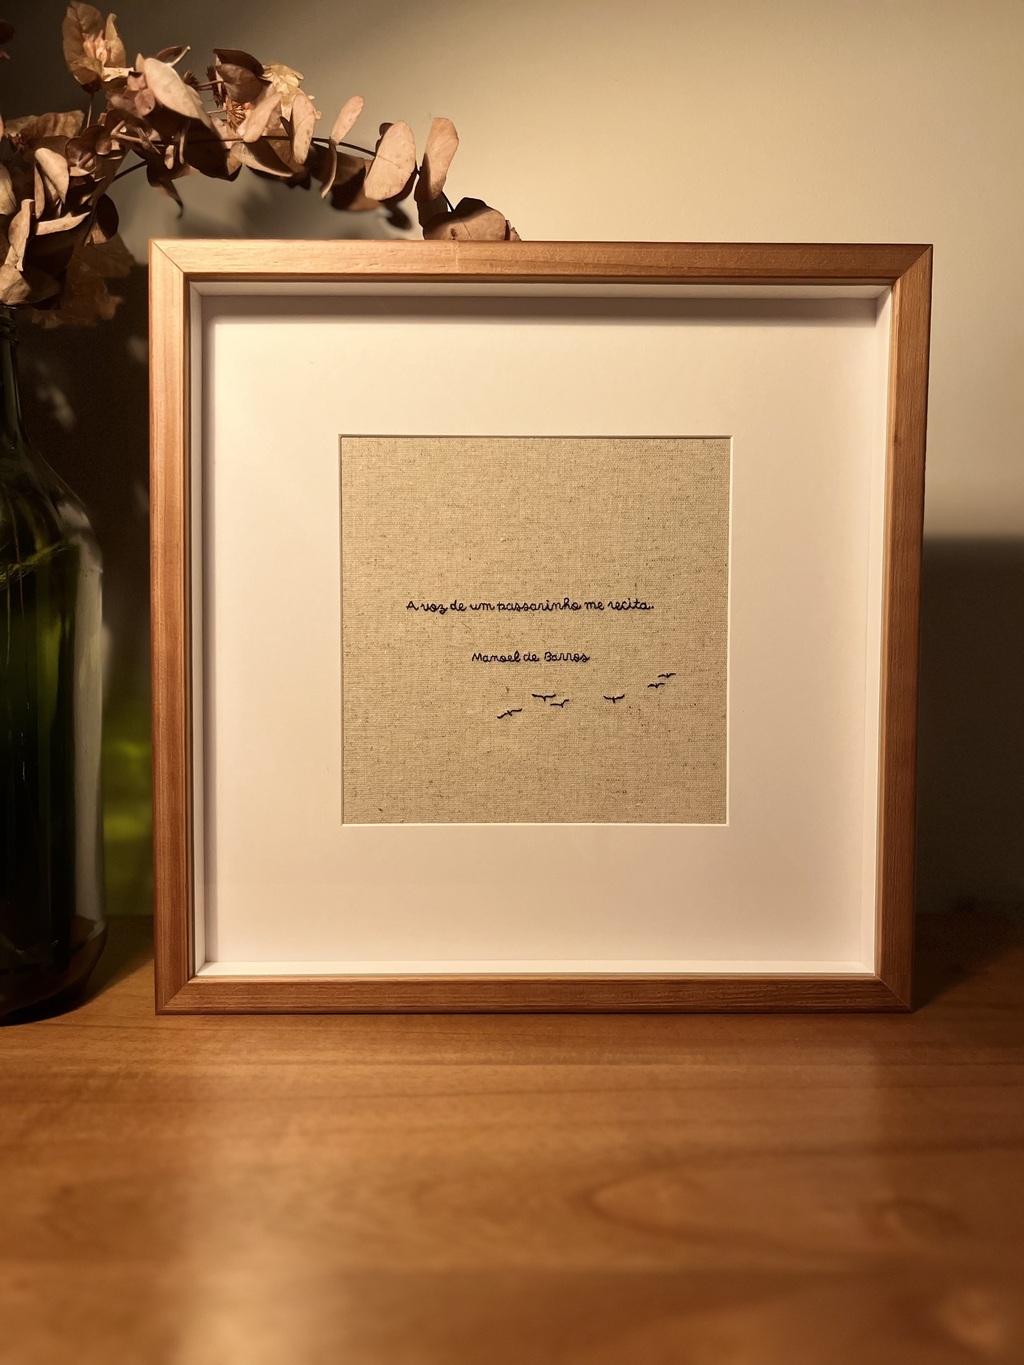 A voz de um passarinho me recita.
Manoel de Barros